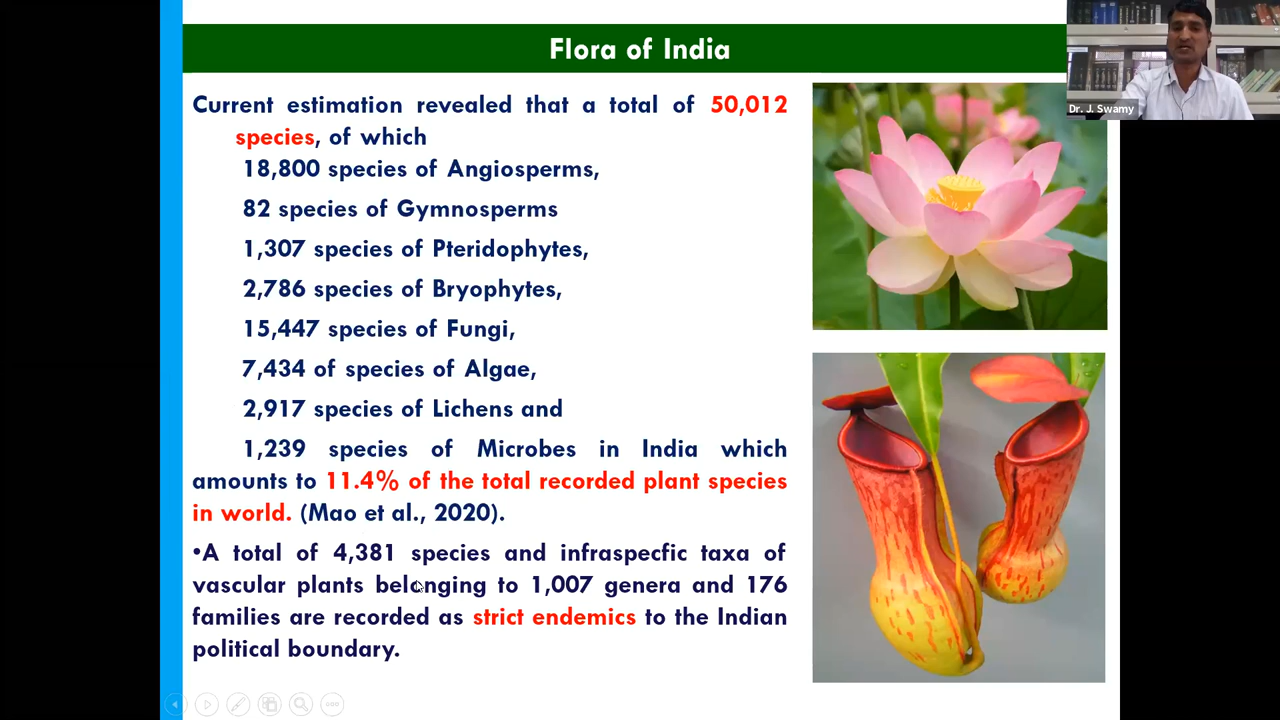 Flora of India
Current estimation revealed that a total of 50,012
species, of which
18,800 species of Angiosperms,
82 species of Gymnosperms
1,307 species of Pteridophytes,
2,786 species of Bryophytes,
15,447 species of Fungi,
7,434 of species of Algae,
2,917 species of Lichens and
1,239 species of Microbes in India which
amounts to 11.4% of the total recorded plant species
in world. (Mao et al., 2020).
•A total of 4,381 species and infraspecfic taxa of
vascular plants belonging to 1,007 genera and 176
families are recorded as strict endemics to the Indian
political boundary.
Dr. J. Swamy